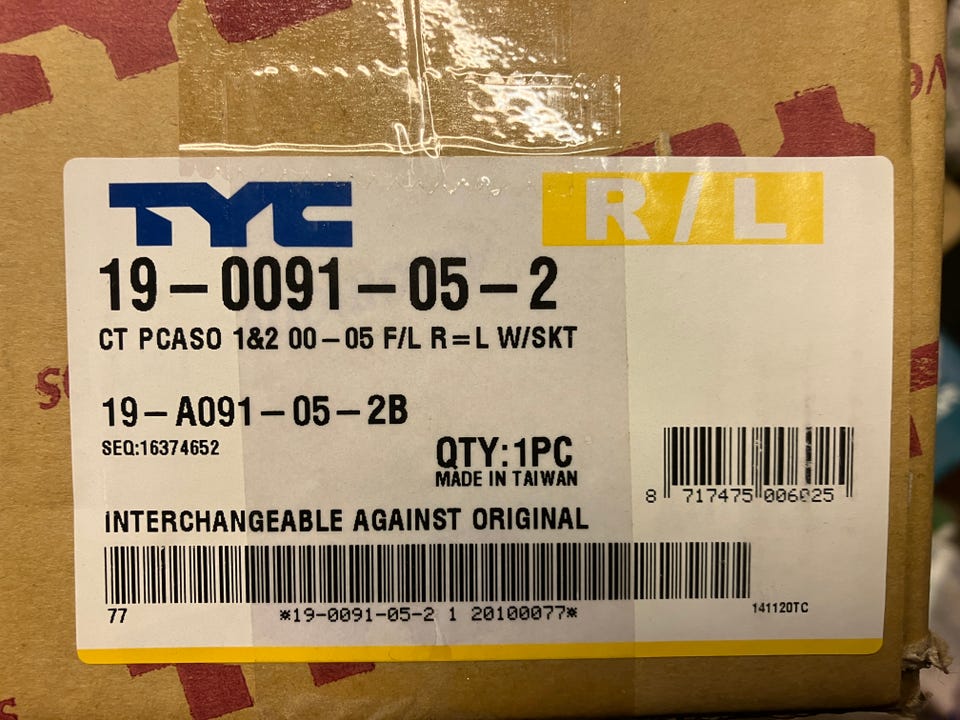 TYC
R/L
19-0091-05-2
CT PCASO 1&2 00-05 F/L R=L W/SKT
19-A091-05-2B
SEQ:16374652
QTY:1PC
MADE IN TAIWAN
8 717475 006025
INTERCHANGEABLE AGAINST ORIGINAL
77
*19-0091-05-2 1 20100077*
141120TC